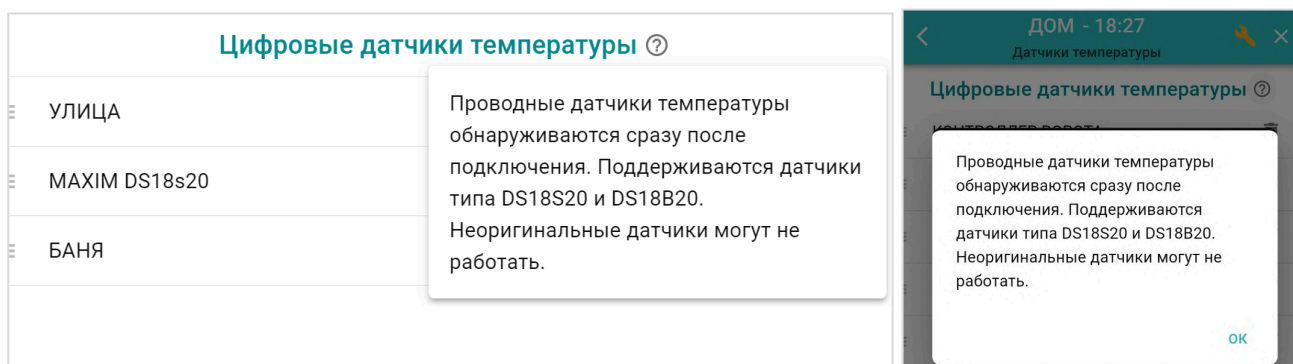 Цифровые датчики температуры ?
УЛИЦА
MAXIM DS18s20
БАНЯ
Проводные датчики температуры
обнаруживаются сразу после
подключения. Поддерживаются датчики
типа DS18S20 и DS18B20.
Неоригинальные датчики могут не
работать.
ДОМ - 18:27
Датчики температуры
Цифровые датчики температуры ?
Проводные датчики температуры
обнаруживаются сразу после
подключения. Поддерживаются
датчики типа DS18S20 и DS18B20.
Неоригинальные датчики могут не
работать.
ОК